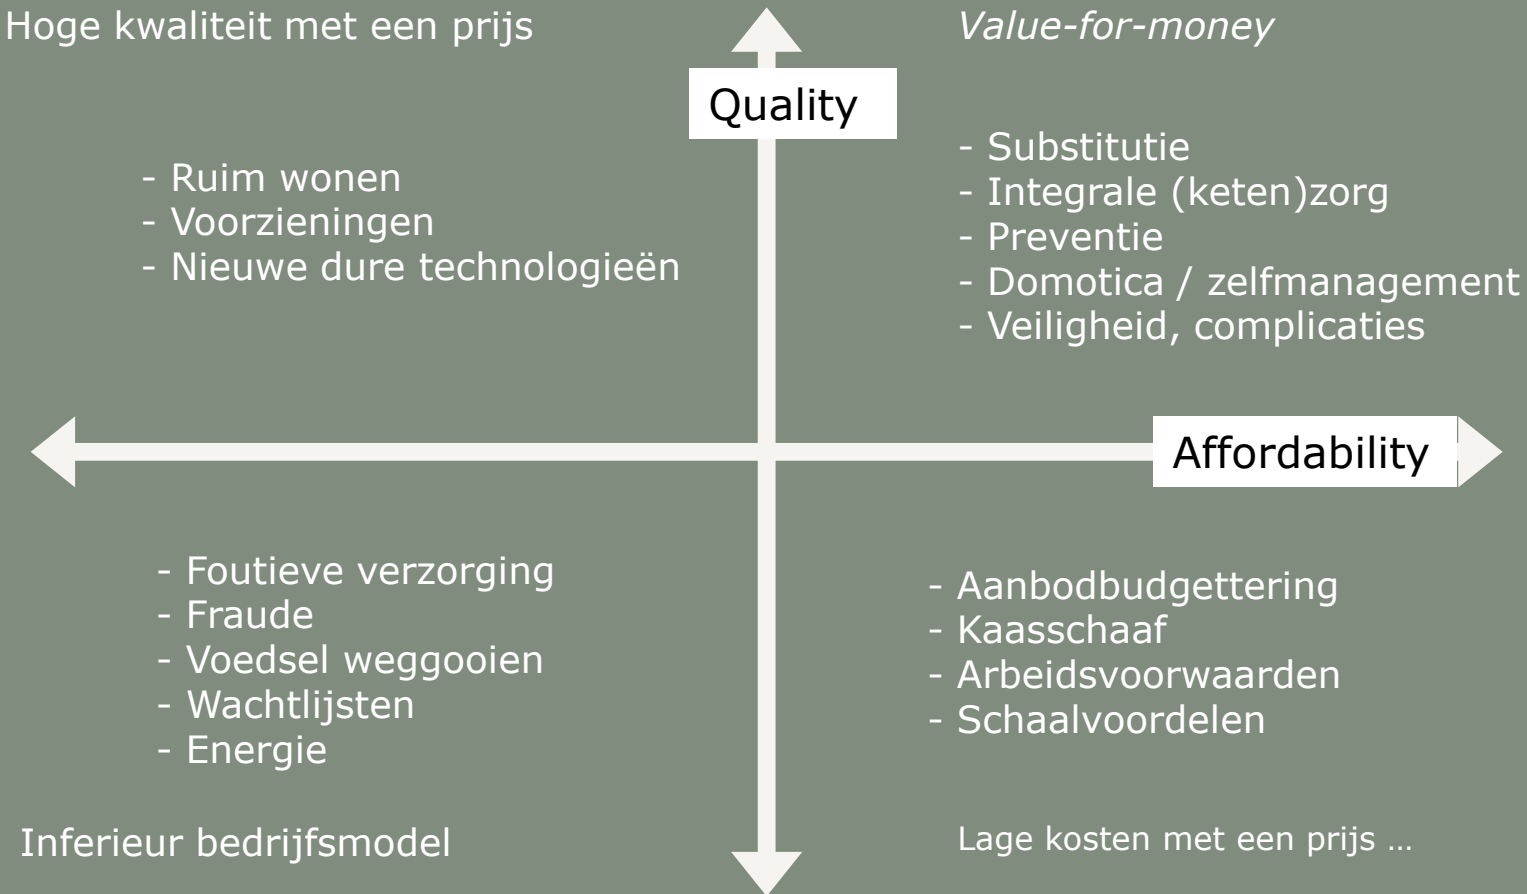 Hoge kwaliteit met een prijs
Value-for-money
Quality
- Ruim wonen
- Voorzieningen
- Nieuwe dure technologieën
- Substitutie
- Integrale (keten)zorg
- Preventie
- Domotica / zelfmanagement
- Veiligheid, complicaties
Affordability
- Foutieve verzorging
- Fraude
- Voedsel weggooien
- Wachtlijsten
- Energie
- Aanbodbudgettering
- Kaasschaaf
- Arbeidsvoorwaarden
- Schaalvoordelen
Inferieur bedrijfsmodel
Lage kosten met een prijs …